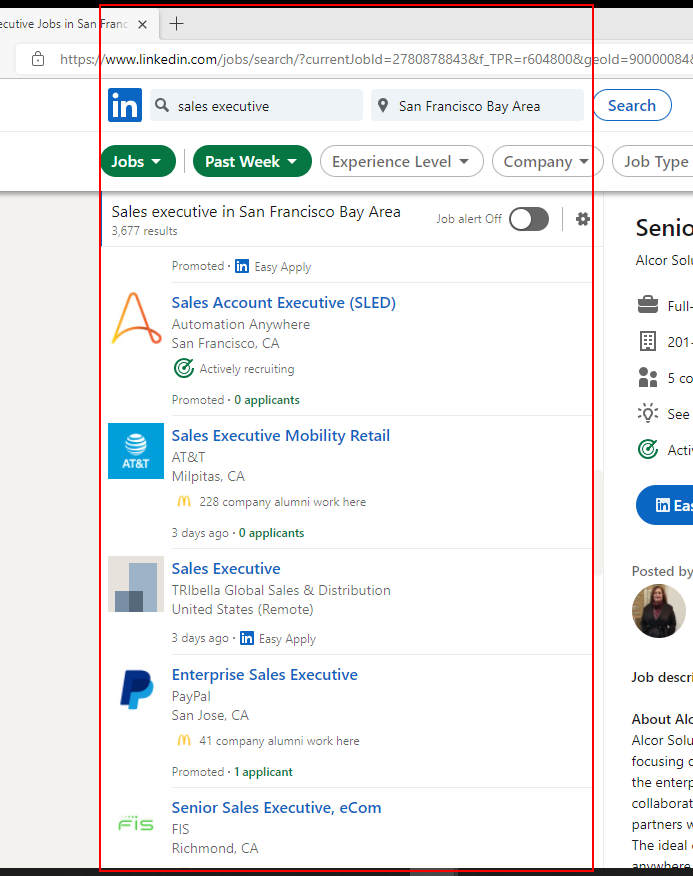 ecutive Jobs in San Franc
https://www.linkedin.com/jobs/search/?currentJobId=2780878843&f_TPR=r604800&geoId=90000084&
in sales executive San Francisco Bay Area Search
Jobs Past Week Experience Level Company Job Type
Sales executive in San Francisco Bay Area
3,677 results
Job alert Off
Promoted · in Easy Apply
Sales Account Executive (SLED)
Automation Anywhere
San Francisco, CA
Actively recruiting
Promoted · 0 applicants
AT&T
Sales Executive Mobility Retail
AT&T
Milpitas, CA
228 company alumni work here
3 days ago · 0 applicants
Sales Executive
TRIbella Global Sales & Distribution
United States (Remote)
3 days ago · in Easy Apply
Enterprise Sales Executive
PayPal
San Jose, CA
41 company alumni work here
Promoted · 1 applicant
FIS
Senior Sales Executive, eCom
FIS
Richmond, CA
Senio
Alcor Solu
Full-
201-
5 co
See
Activ
in Eas
Posted by
Job descri
About Alc
Alcor Solu
focusing o
the enterp
collaborat
partners w
The ideal c
anywhere